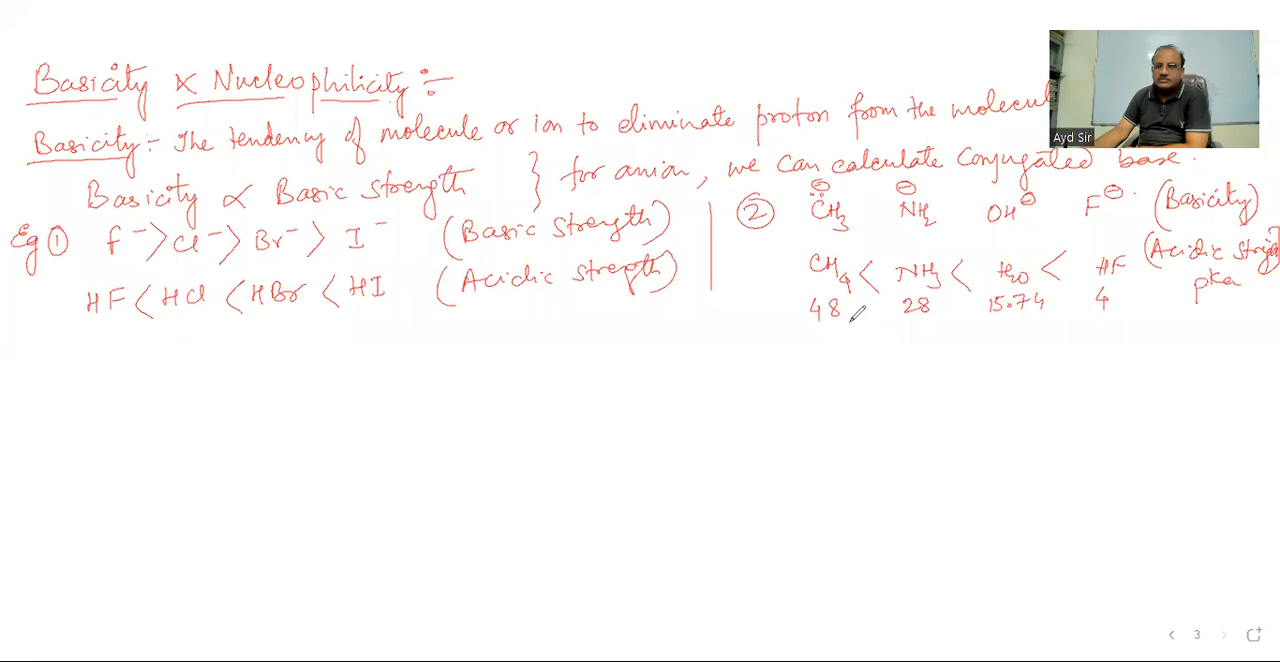 Basicity & Nucleophilicity :-
Basicity :- The tendency of molecule or ion to eliminate proton from the molecul
Basicity ∝ Basic Strength } for anion, we can calculate Conjugated base.
Eg ① F⁻ > Cl⁻ > Br⁻ > I⁻ (Basic Strength)
HF < HCl < HBr < HI (Acidic Strength)
② C̈H₃⊖ NH₂⊖ OH⊖ F⊖ (Basicity)
CH₄ < NH₃ < H₂O < HF (Acidic Streng
48 28 15.74 4 pka
Ayd Sir
3